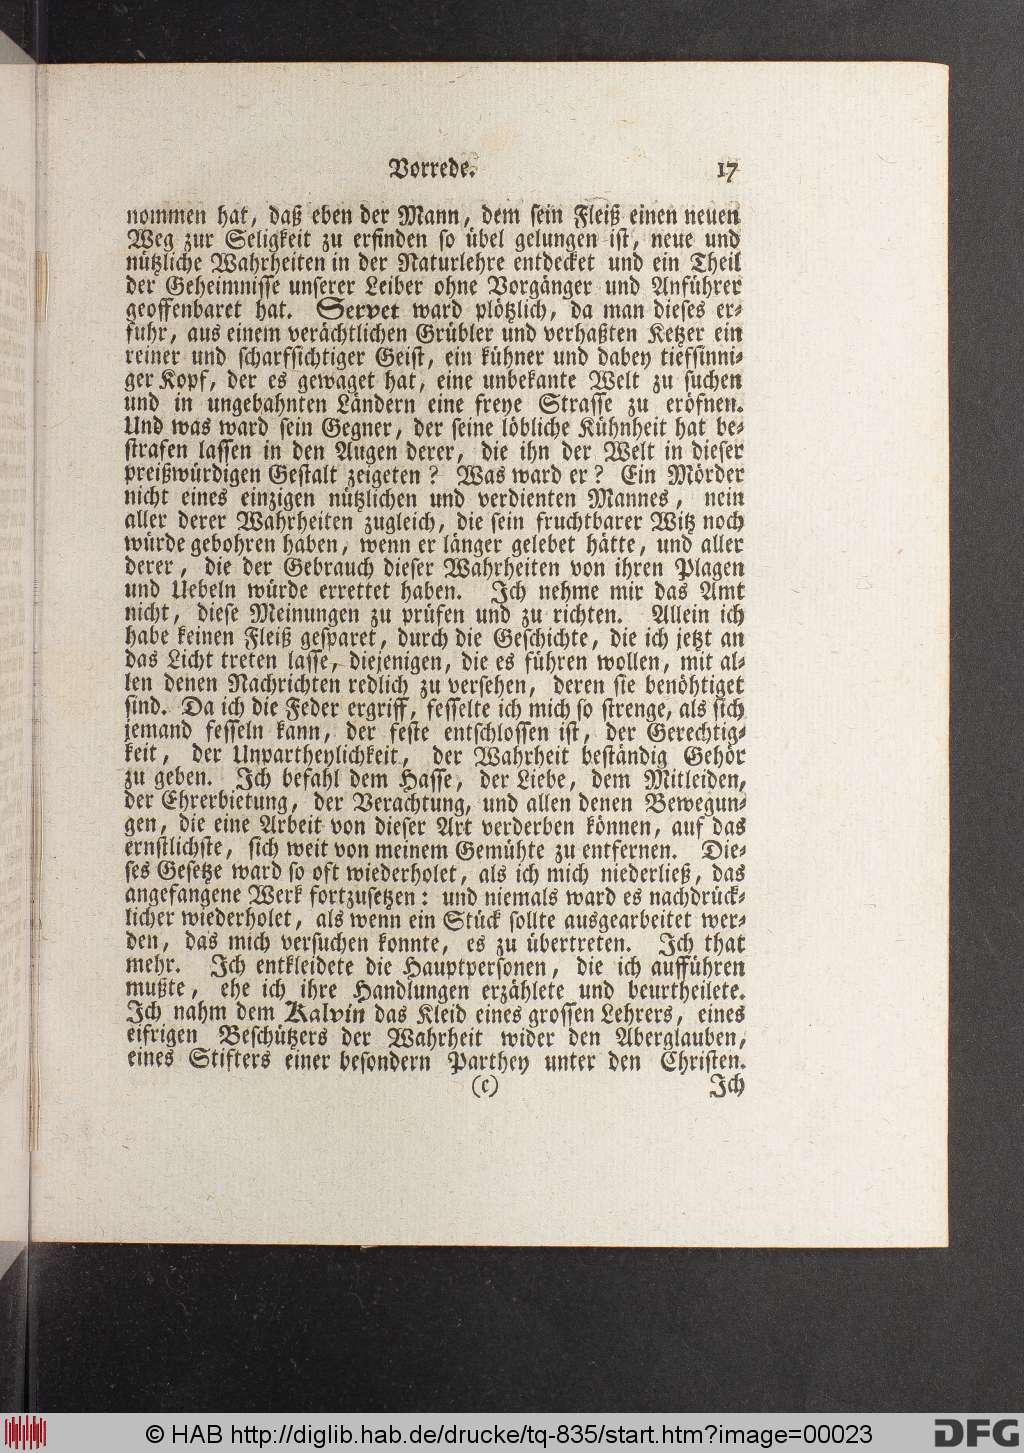 Vorrede. 17
nommen hat, daß eben der Mann, dem sein Fleiß einen neuen
Weg zur Seligkeit zu erfinden so übel gelungen ist, neue und
nützliche Wahrheiten in der Naturlehre entdecket und ein Theil
der Geheimnisse unserer Leiber ohne Vorgänger und Anführer
geoffenbaret hat. Servet ward plötzlich, da man dieses er-
fuhr, aus einem verächtlichen Grübler und verhaßten Ketzer ein
reiner und scharfsichtiger Geist, ein kühner und dabey tiefsinni-
ger Kopf, der es gewaget hat, eine unbekante Welt zu suchen
und in ungebahnten Ländern eine freye Strasse zu eröfnen.
Und was ward sein Gegner, der seine löbliche Kühnheit hat be-
strafen lassen in den Augen derer, die ihn der Welt in dieser
preißwürdigen Gestalt zeigeten? Was ward er? Ein Mörder
nicht eines einzigen nützlichen und verdienten Mannes, nein
aller derer Wahrheiten zugleich, die sein fruchtbarer Witz noch
würde gebohren haben, wenn er länger gelebet hätte, und aller
derer, die der Gebrauch dieser Wahrheiten von ihren Plagen
und Uebeln würde errettet haben. Ich nehme mir das Amt
nicht, diese Meinungen zu prüfen und zu richten. Allein ich
habe keinen Fleiß gesparet, durch die Geschichte, die ich jetzt an
das Licht treten lasse, diejenigen, die es führen wollen, mit al-
len denen Nachrichten redlich zu versehen, deren sie benöhtiget
sind. Da ich die Feder ergriff, fesselte ich mich so strenge, als sich
jemand fesseln kann, der feste entschlossen ist, der Gerechtig-
keit, der Unpartheylichkeit, der Wahrheit beständig Gehör
zu geben. Ich befahl dem Hasse, der Liebe, dem Mitleiden,
der Ehrerbietung, der Verachtung, und allen denen Bewegun-
gen, die eine Arbeit von dieser Art verderben können, auf das
ernstlichste, sich weit von meinem Gemühte zu entfernen. Die-
ses Gesetze ward so oft wiederholet, als ich mich niederließ, das
angefangene Werk fortzusetzen: und niemals ward es nachdrück-
licher wiederholet, als wenn ein Stück sollte ausgearbeitet wer-
den, das mich versuchen konnte, es zu übertreten. Ich that
mehr. Ich entkleidete die Hauptpersonen, die ich aufführen
mußte, ehe ich ihre Handlungen erzählete und beurtheilete.
Ich nahm dem Kalvin das Kleid eines grossen Lehrers, eines
eifrigen Beschützers der Wahrheit wider den Aberglauben,
eines Stifters einer besondern Parthey unter den Christen.
(c) Ich
© HAB http://diglib.hab.de/drucke/tq-835/start.htm?image=00023
DFG